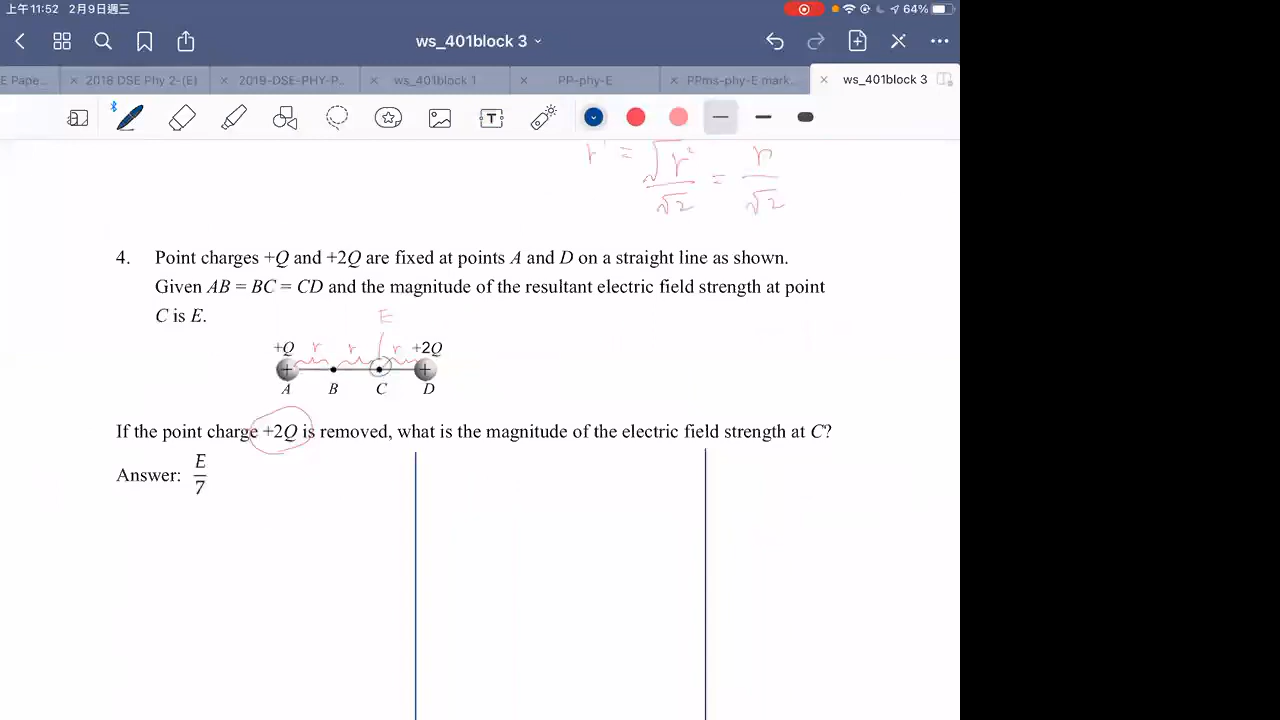 上午11:52 2月9日週三
64%
ws_401block 3
E Pape... 2018 DSE Phy 2-(E) 2019-DSE-PHY-P... ws_401block 1 PP-phy-E PPms-phy-E mark... ws_401block 3
r' = √r² / √2 = r / √2
4. Point charges +Q and +2Q are fixed at points A and D on a straight line as shown.
Given AB = BC = CD and the magnitude of the resultant electric field strength at point
C is E.
E
+Q r r r +2Q
+ +
A B C D
If the point charge +2Q is removed, what is the magnitude of the electric field strength at C?
Answer: E/7